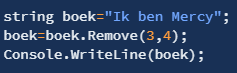 string boek="Ik ben Mercy";
boek=boek.Remove(3,4);
Console.WriteLine(boek);